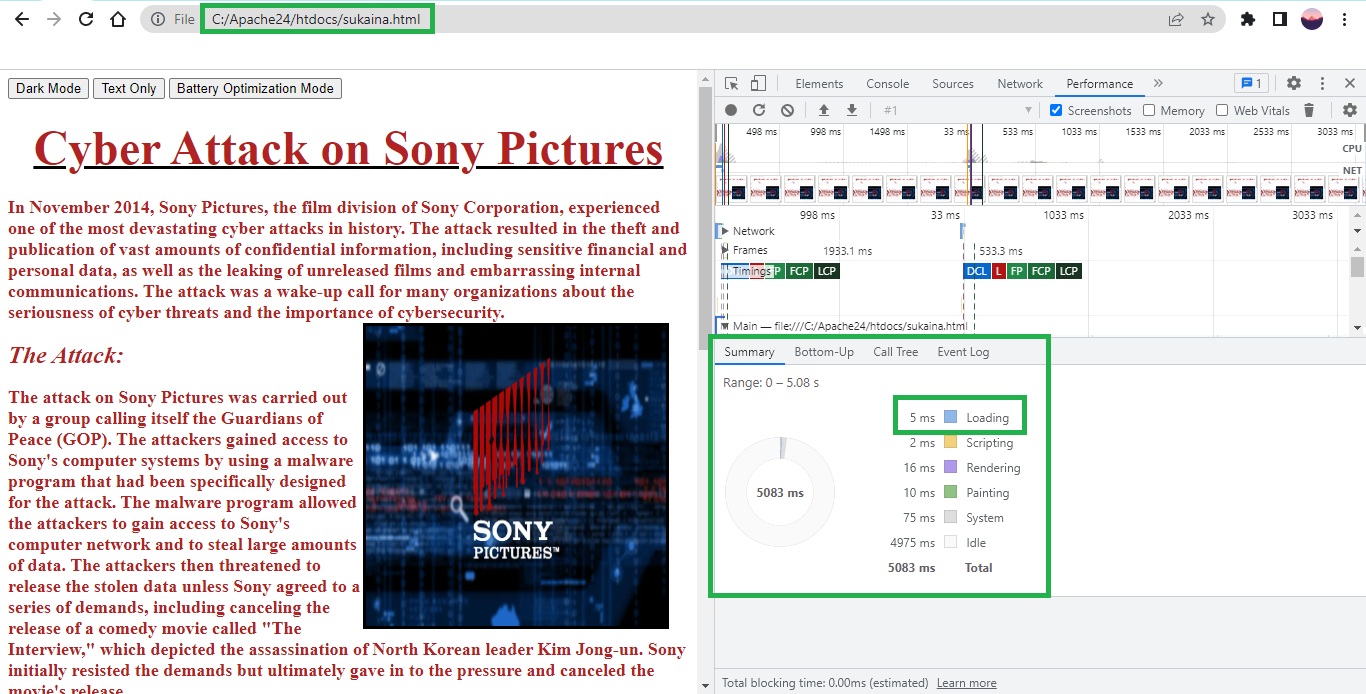 File C:/Apache24/htdocs/sukaina.html
Dark Mode Text Only Battery Optimization Mode
Cyber Attack on Sony Pictures
In November 2014, Sony Pictures, the film division of Sony Corporation, experienced
one of the most devastating cyber attacks in history. The attack resulted in the theft and
publication of vast amounts of confidential information, including sensitive financial and
personal data, as well as the leaking of unreleased films and embarrassing internal
communications. The attack was a wake-up call for many organizations about the
seriousness of cyber threats and the importance of cybersecurity.
The Attack:
The attack on Sony Pictures was carried out
by a group calling itself the Guardians of
Peace (GOP). The attackers gained access to
Sony's computer systems by using a malware
program that had been specifically designed
for the attack. The malware program allowed
the attackers to gain access to Sony's
computer network and to steal large amounts
of data. The attackers then threatened to
release the stolen data unless Sony agreed to a
series of demands, including canceling the
release of a comedy movie called "The
Interview," which depicted the assassination of North Korean leader Kim Jong-un. Sony
initially resisted the demands but ultimately gave in to the pressure and canceled the
movie's release
SONY
PICTURES™
Elements Console Sources Network Performance » 1
#1 Screenshots Memory Web Vitals
498 ms 998 ms 1498 ms 33 ms 533 ms 1033 ms 1533 ms 2033 ms 2533 ms 3033 ms
CPU
NET
998 ms 33 ms 1033 ms 2033 ms 3033 ms
Network
Frames 1933.1 ms 533.3 ms
Timings P FCP LCP DCL L FP FCP LCP
Main — file:///C:/Apache24/htdocs/sukaina.html
Summary Bottom-Up Call Tree Event Log
Range: 0 – 5.08 s
5 ms Loading
2 ms Scripting
16 ms Rendering
10 ms Painting
75 ms System
4975 ms Idle
5083 ms Total
5083 ms
Total blocking time: 0.00ms (estimated) Learn more